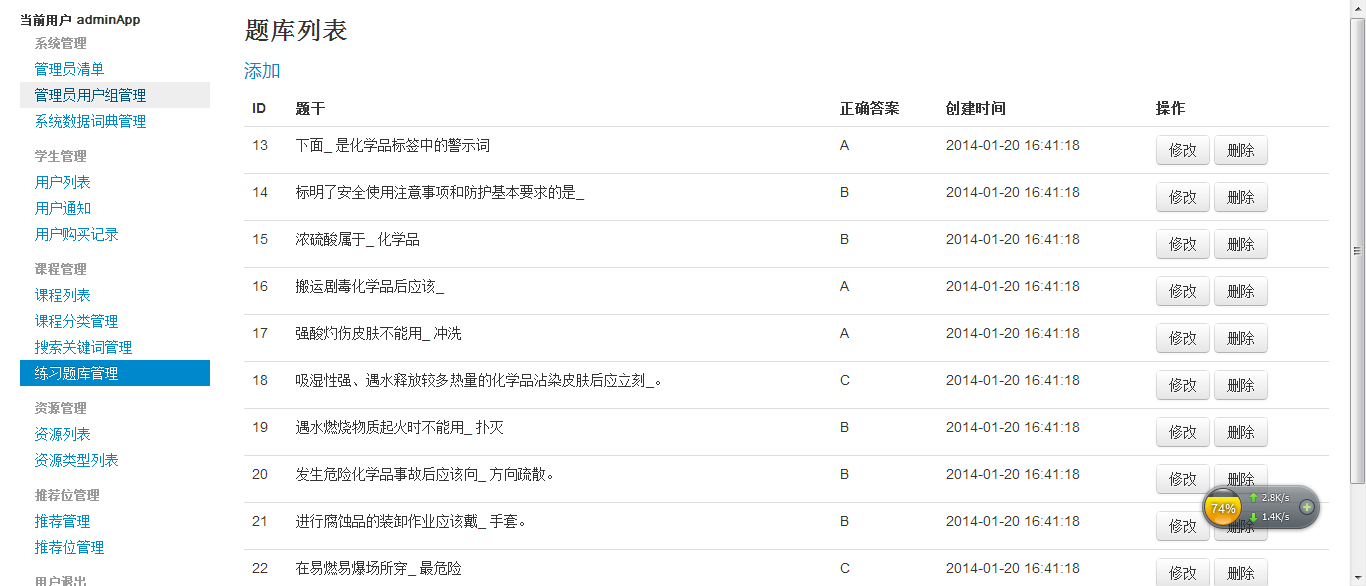 当前用户 adminApp
系统管理
管理员清单
管理员用户组管理
系统数据词典管理
学生管理
用户列表
用户通知
用户购买记录
课程管理
课程列表
课程分类管理
搜索关键词管理
练习题库管理
资源管理
资源列表
资源类型列表
推荐位管理
推荐管理
推荐位管理
用户退出
题库列表
添加
ID 题干 正确答案 创建时间 操作
13 下面_ 是化学品标签中的警示词 A 2014-01-20 16:41:18 修改 删除
14 标明了安全使用注意事项和防护基本要求的是_ B 2014-01-20 16:41:18 修改 删除
15 浓硫酸属于_ 化学品 B 2014-01-20 16:41:18 修改 删除
16 搬运剧毒化学品后应该_ A 2014-01-20 16:41:18 修改 删除
17 强酸灼伤皮肤不能用_ 冲洗 A 2014-01-20 16:41:18 修改 删除
18 吸湿性强、遇水释放较多热量的化学品沾染皮肤后应立刻_。 C 2014-01-20 16:41:18 修改 删除
19 遇水燃烧物质起火时不能用_ 扑灭 B 2014-01-20 16:41:18 修改 删除
20 发生危险化学品事故后应该向_ 方向疏散。 B 2014-01-20 16:41:18 修改 删除
21 进行腐蚀品的装卸作业应该戴_ 手套。 B 2014-01-20 16:41:18 修改 删除
22 在易燃易爆场所穿_ 最危险 C 2014-01-20 16:41:18 修改 删除
74% 2.8K/s
1.4K/s